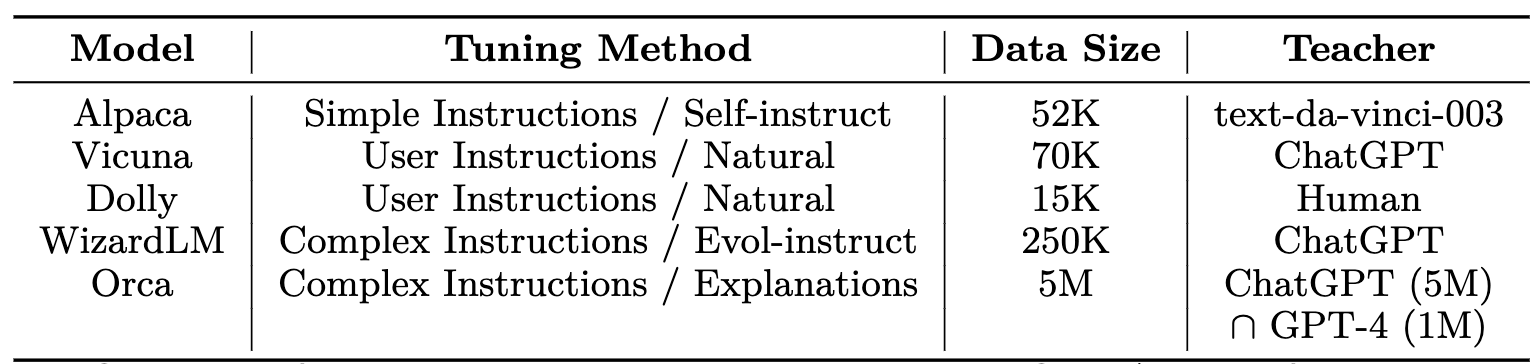 Model Tuning Method Data Size Teacher
Alpaca Simple Instructions / Self-instruct 52K text-da-vinci-003
Vicuna User Instructions / Natural 70K ChatGPT
Dolly User Instructions / Natural 15K Human
WizardLM Complex Instructions / Evol-instruct 250K ChatGPT
Orca Complex Instructions / Explanations 5M ChatGPT (5M)
∩ GPT-4 (1M)